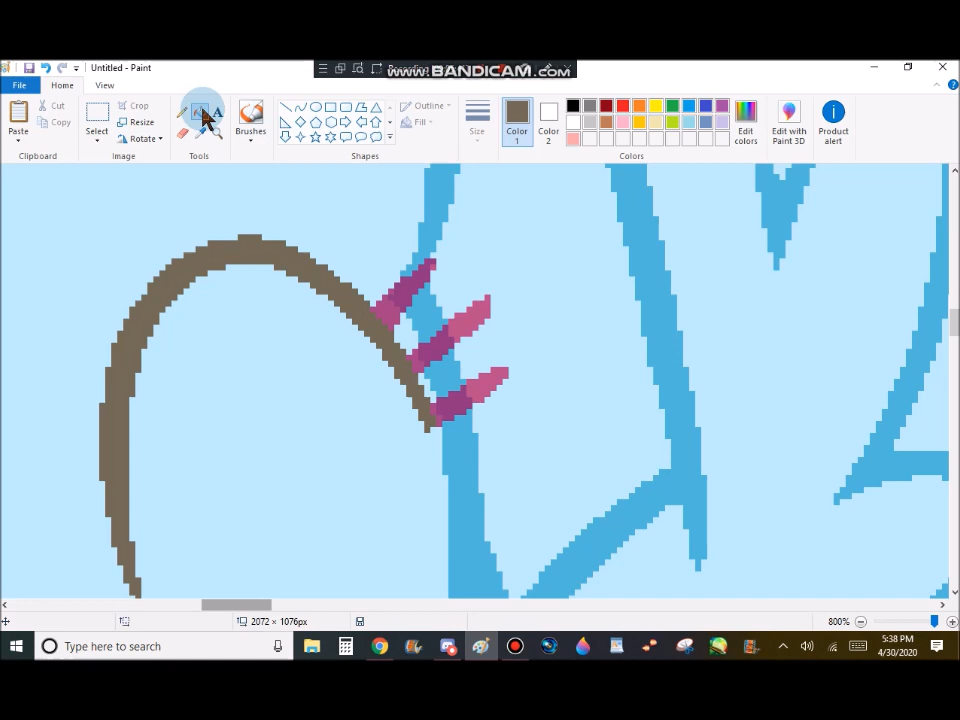 Untitled - Paint
www.BANDICAM.com
File
Home
View
Paste
Cut
Copy
Clipboard
Select
Crop
Resize
Rotate
Image
Tools
Brushes
Outline
Fill
Shapes
Size
Color
1
Color
2
Edit
colors
Colors
Edit with
Paint 3D
Product
alert
2072 × 1076px
800%
Type here to search
5:38 PM
4/30/2020